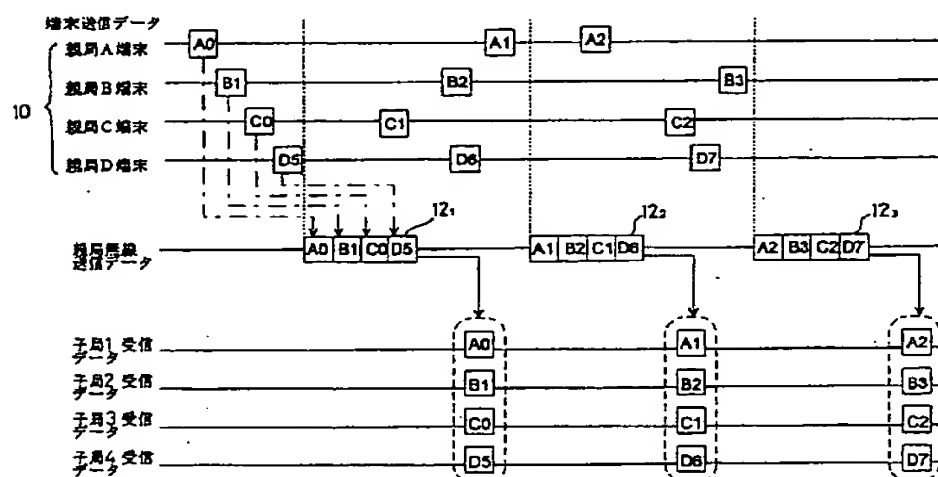 端末送信データ
親局A端末 A0 A1 A2
親局B端末 B1 B2 B3
10
親局C端末 C0 C1 C2
親局D端末 D5 D6 D7
12₁ 12₂ 12₃
親局無線
送信データ
A0 B1 C0 D5 A1 B2 C1 D6 A2 B3 C2 D7
子局1受信
データ
A0 A1 A2
子局2受信
データ
B1 B2 B3
子局3受信
データ
C0 C1 C2
子局4受信
データ
D5 D6 D7